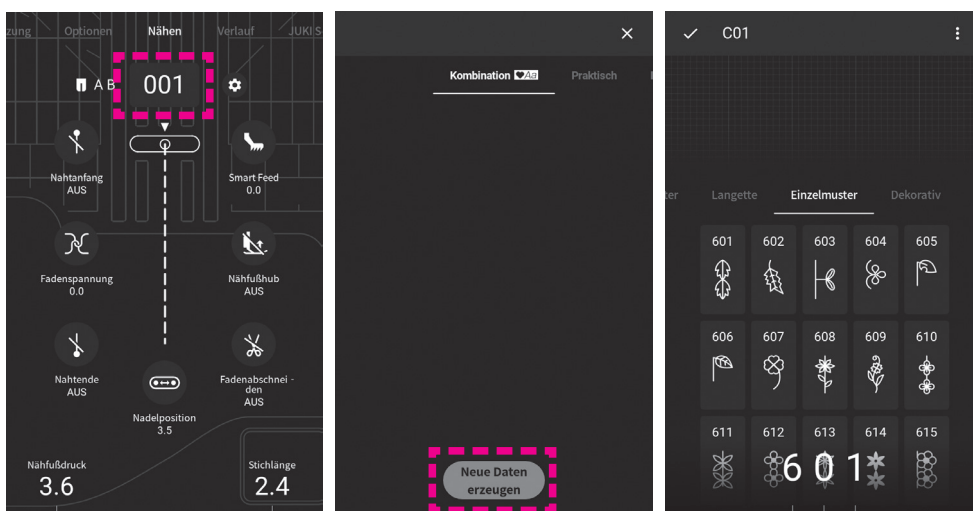 zung Optionen Nähen Verlauf JUKI S
A B 001
Nahtanfang
AUS
Smart Feed
0.0
Fadenspannung
0.0
Nähfußhub
AUS
Nahtende
AUS
Fadenabschnei -
den
AUS
Nadelposition
3.5
Nähfußdruck
3.6
Stichlänge
2.4
Kombination Aa Praktisch
Neue Daten
erzeugen
C01
ter Langette Einzelmuster Dekorativ
601 602 603 604 605
606 607 608 609 610
611 612 613 614 615
601